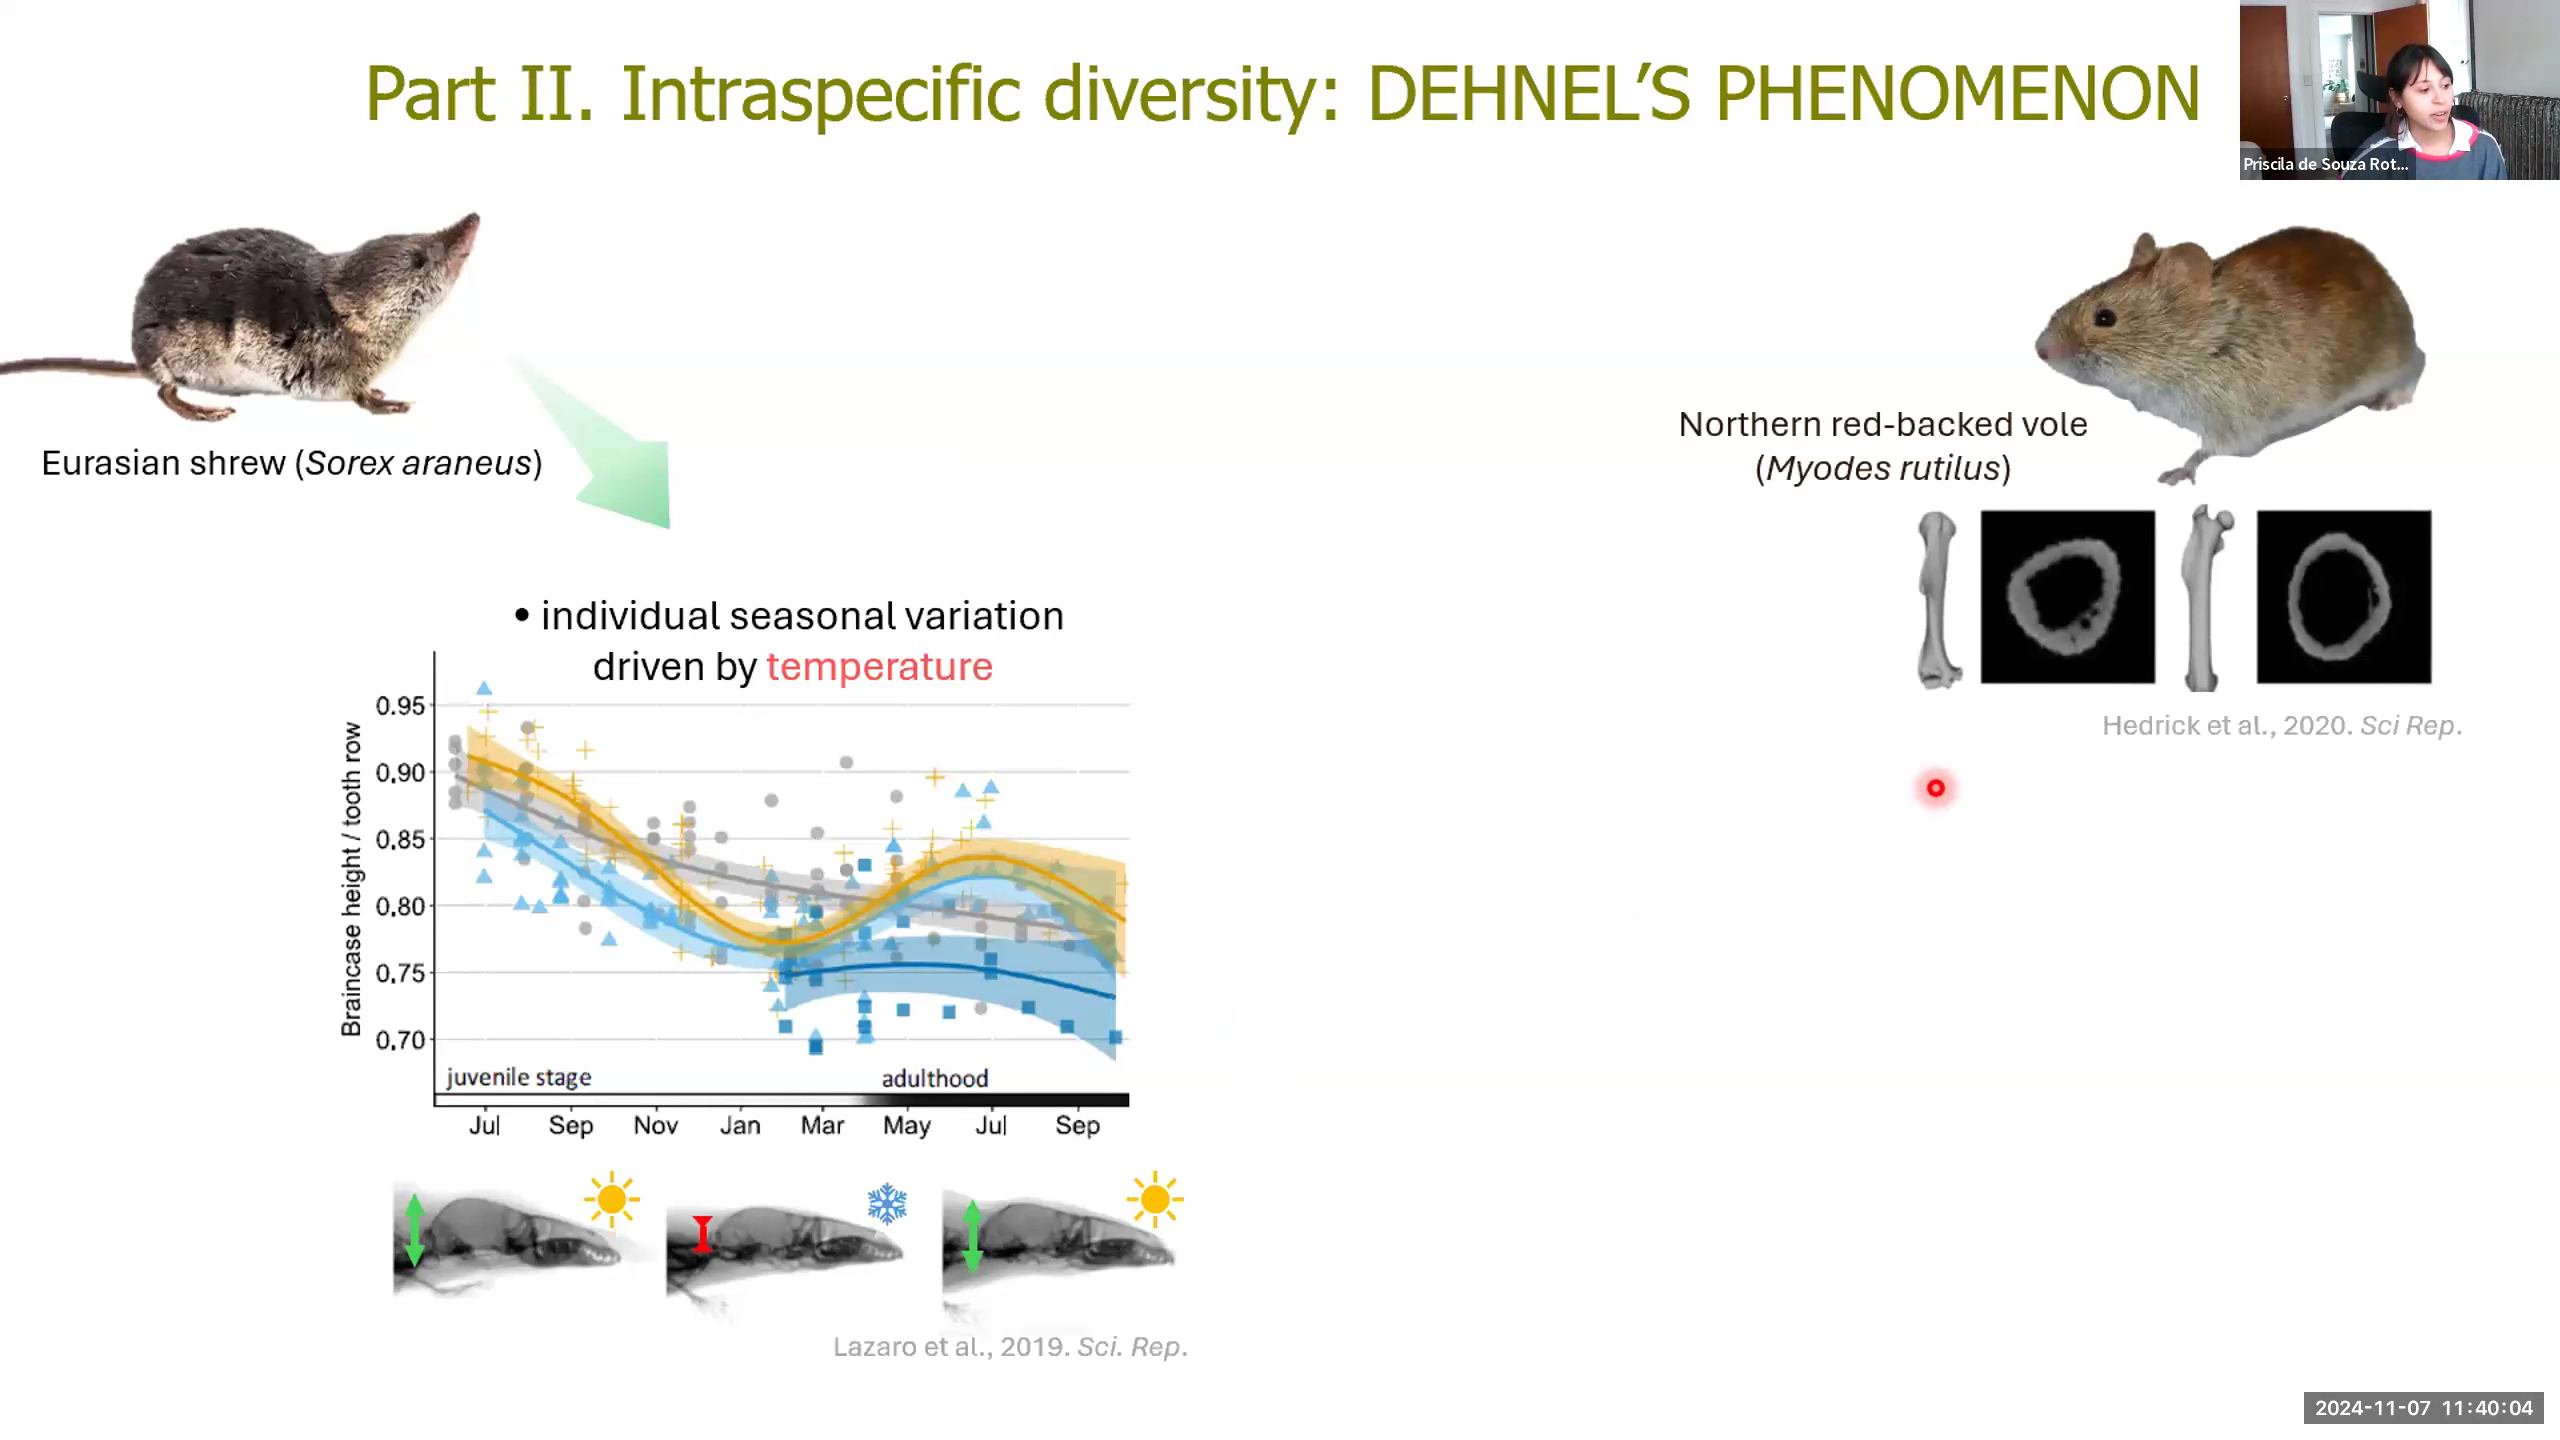 Part II. Intraspecific diversity: DEHNEL’S PHENOMENON
Priscila de Souza Rot...
Eurasian shrew (Sorex araneus)
Northern red-backed vole
(Myodes rutilus)
Hedrick et al., 2020. Sci Rep.
• individual seasonal variation
driven by temperature
Braincase height / tooth row
0.95
0.90
0.85
0.80
0.75
0.70
juvenile stage adulthood
Jul Sep Nov Jan Mar May Jul Sep
Lazaro et al., 2019. Sci. Rep.
2024-11-07 11:40:04